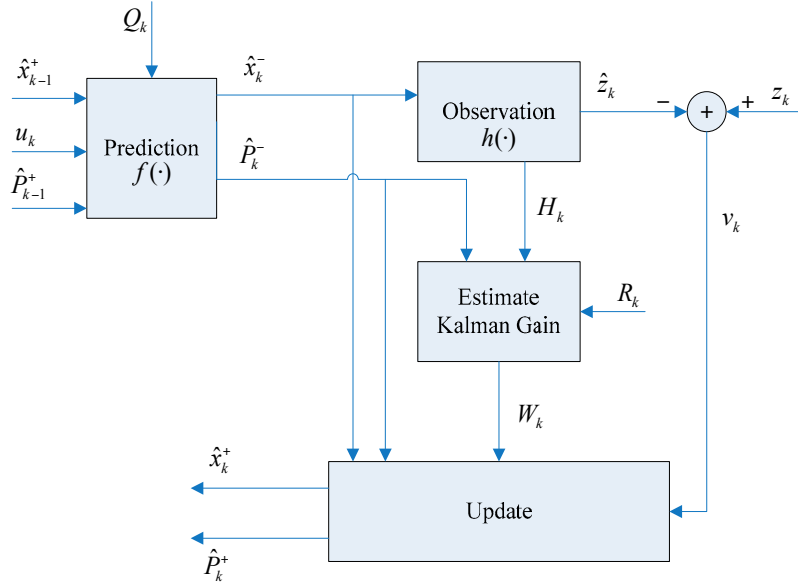 Q_k
x̂_{k-1}^+
u_k
P̂_{k-1}^+
Prediction
f(·)
x̂_k^-
P̂_k^-
Observation
h(·)
ẑ_k
−
+
+
z_k
H_k
v_k
Estimate
Kalman Gain
R_k
W_k
x̂_k^+
Update
P̂_k^+